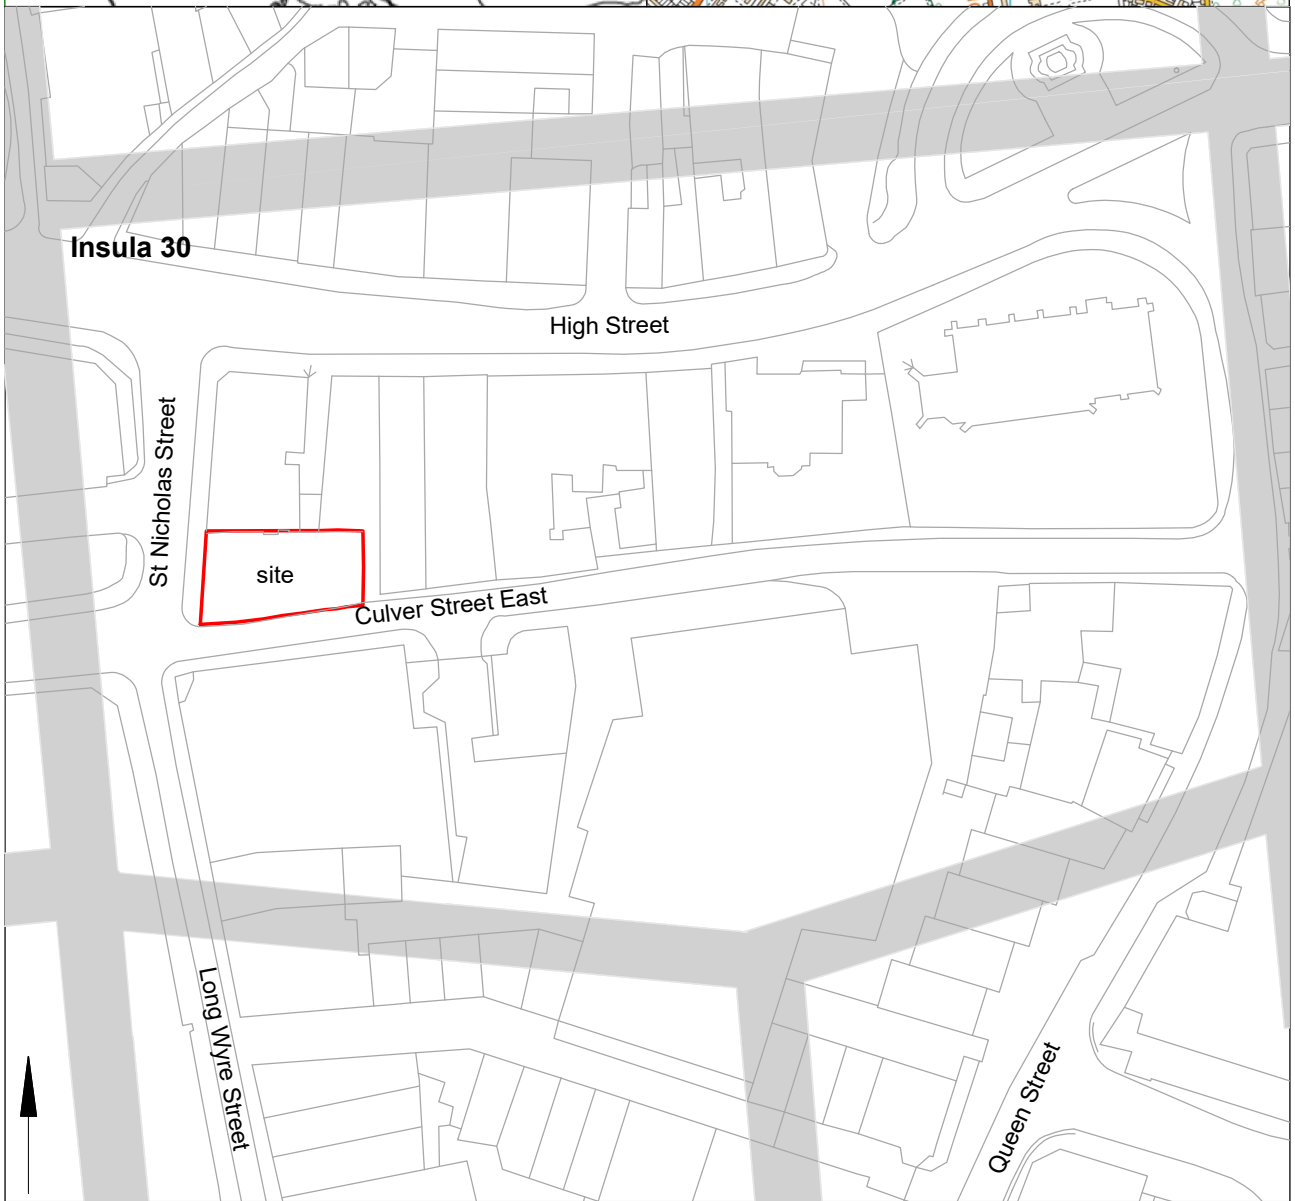 Insula 30
High Street
St Nicholas Street
site
Culver Street East
Long Wyre Street
Queen Street